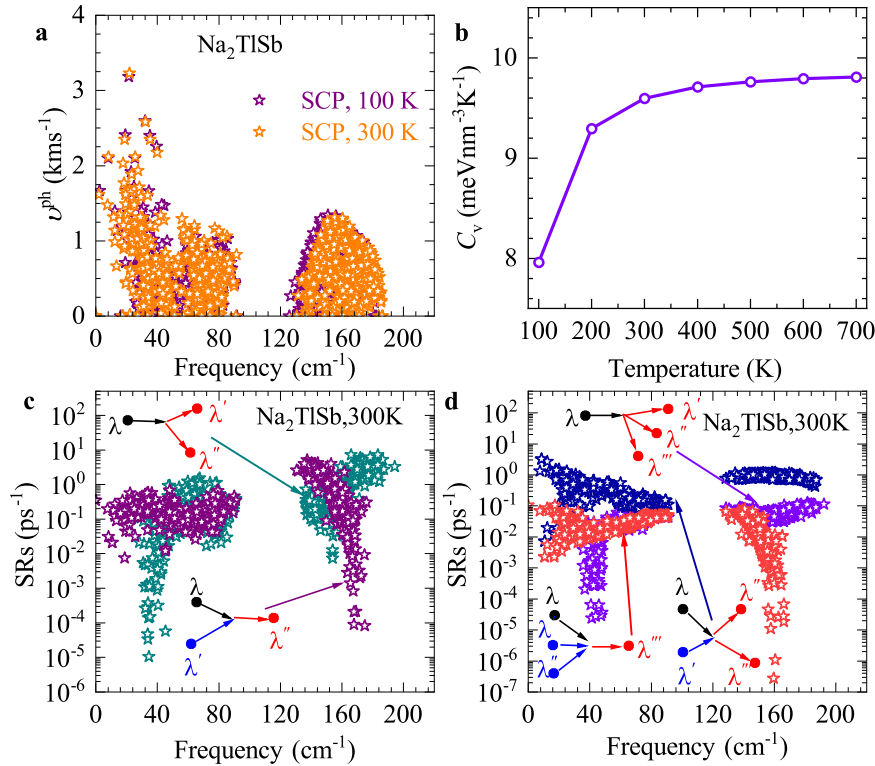 a
Na₂TlSb
SCP, 100 K
SCP, 300 K
4
3
2
1
0
υᵖʰ (kms⁻¹)
0 40 80 120 160 200
Frequency (cm⁻¹)
b
10
9
8
Cᵥ (meVnm⁻³K⁻¹)
100 200 300 400 500 600 700
Temperature (K)
c
Na₂TlSb,300K
λ
λ′
λ″
10²
10¹
10⁰
10⁻¹
10⁻²
10⁻³
10⁻⁴
10⁻⁵
10⁻⁶
SRs (ps⁻¹)
λ
λ′
λ″
0 40 80 120 160 200
Frequency (cm⁻¹)
d
Na₂TlSb,300K
λ
λ′
λ″
λ‴
10²
10¹
10⁰
10⁻¹
10⁻²
10⁻³
10⁻⁴
10⁻⁵
10⁻⁶
10⁻⁷
SRs (ps⁻¹)
λ
λ′
λ″
λ‴
λ
λ′
λ″
λ‴
0 40 80 120 160 200
Frequency (cm⁻¹)